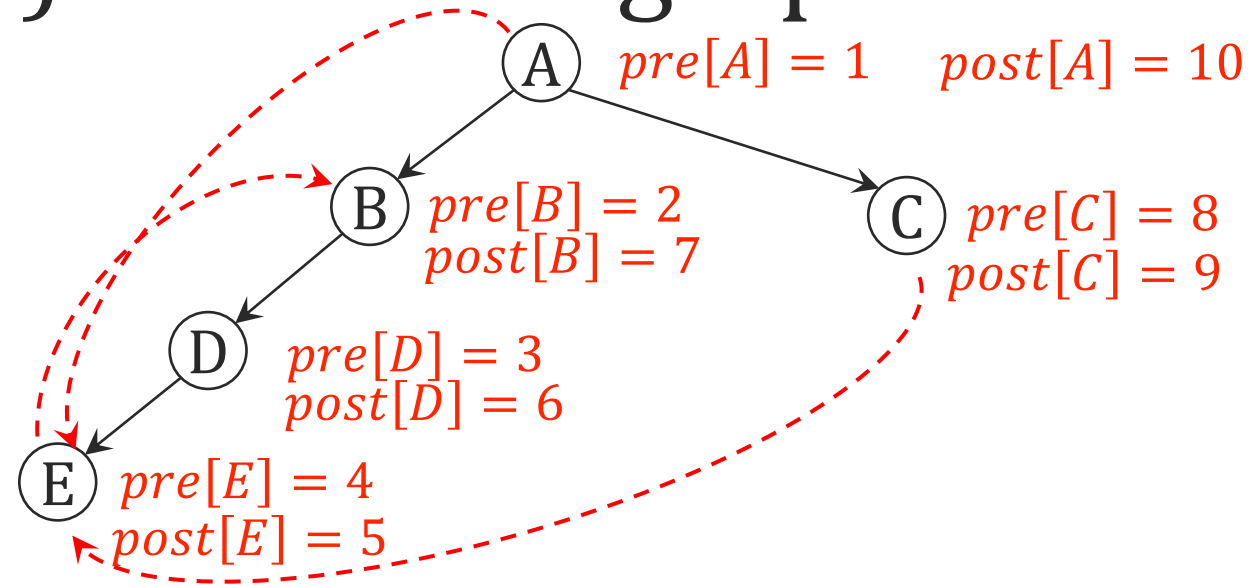 A pre[A] = 1 post[A] = 10
B pre[B] = 2
post[B] = 7
C pre[C] = 8
post[C] = 9
D pre[D] = 3
post[D] = 6
E pre[E] = 4
post[E] = 5